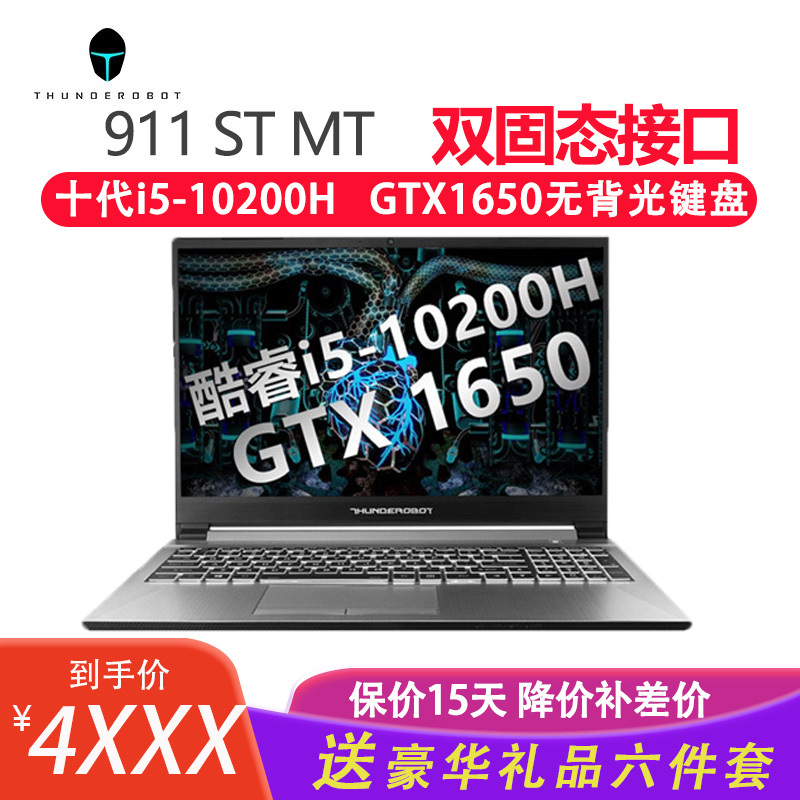 THUNDEROBOT
911 ST MT
双固态接口
十代i5-10200H GTX1650无背光键盘
酷睿i5-10200H
GTX 1650
THUNDEROBOT
到手价
¥4XXX
保价15天 降价补差价
送豪华礼品六件套